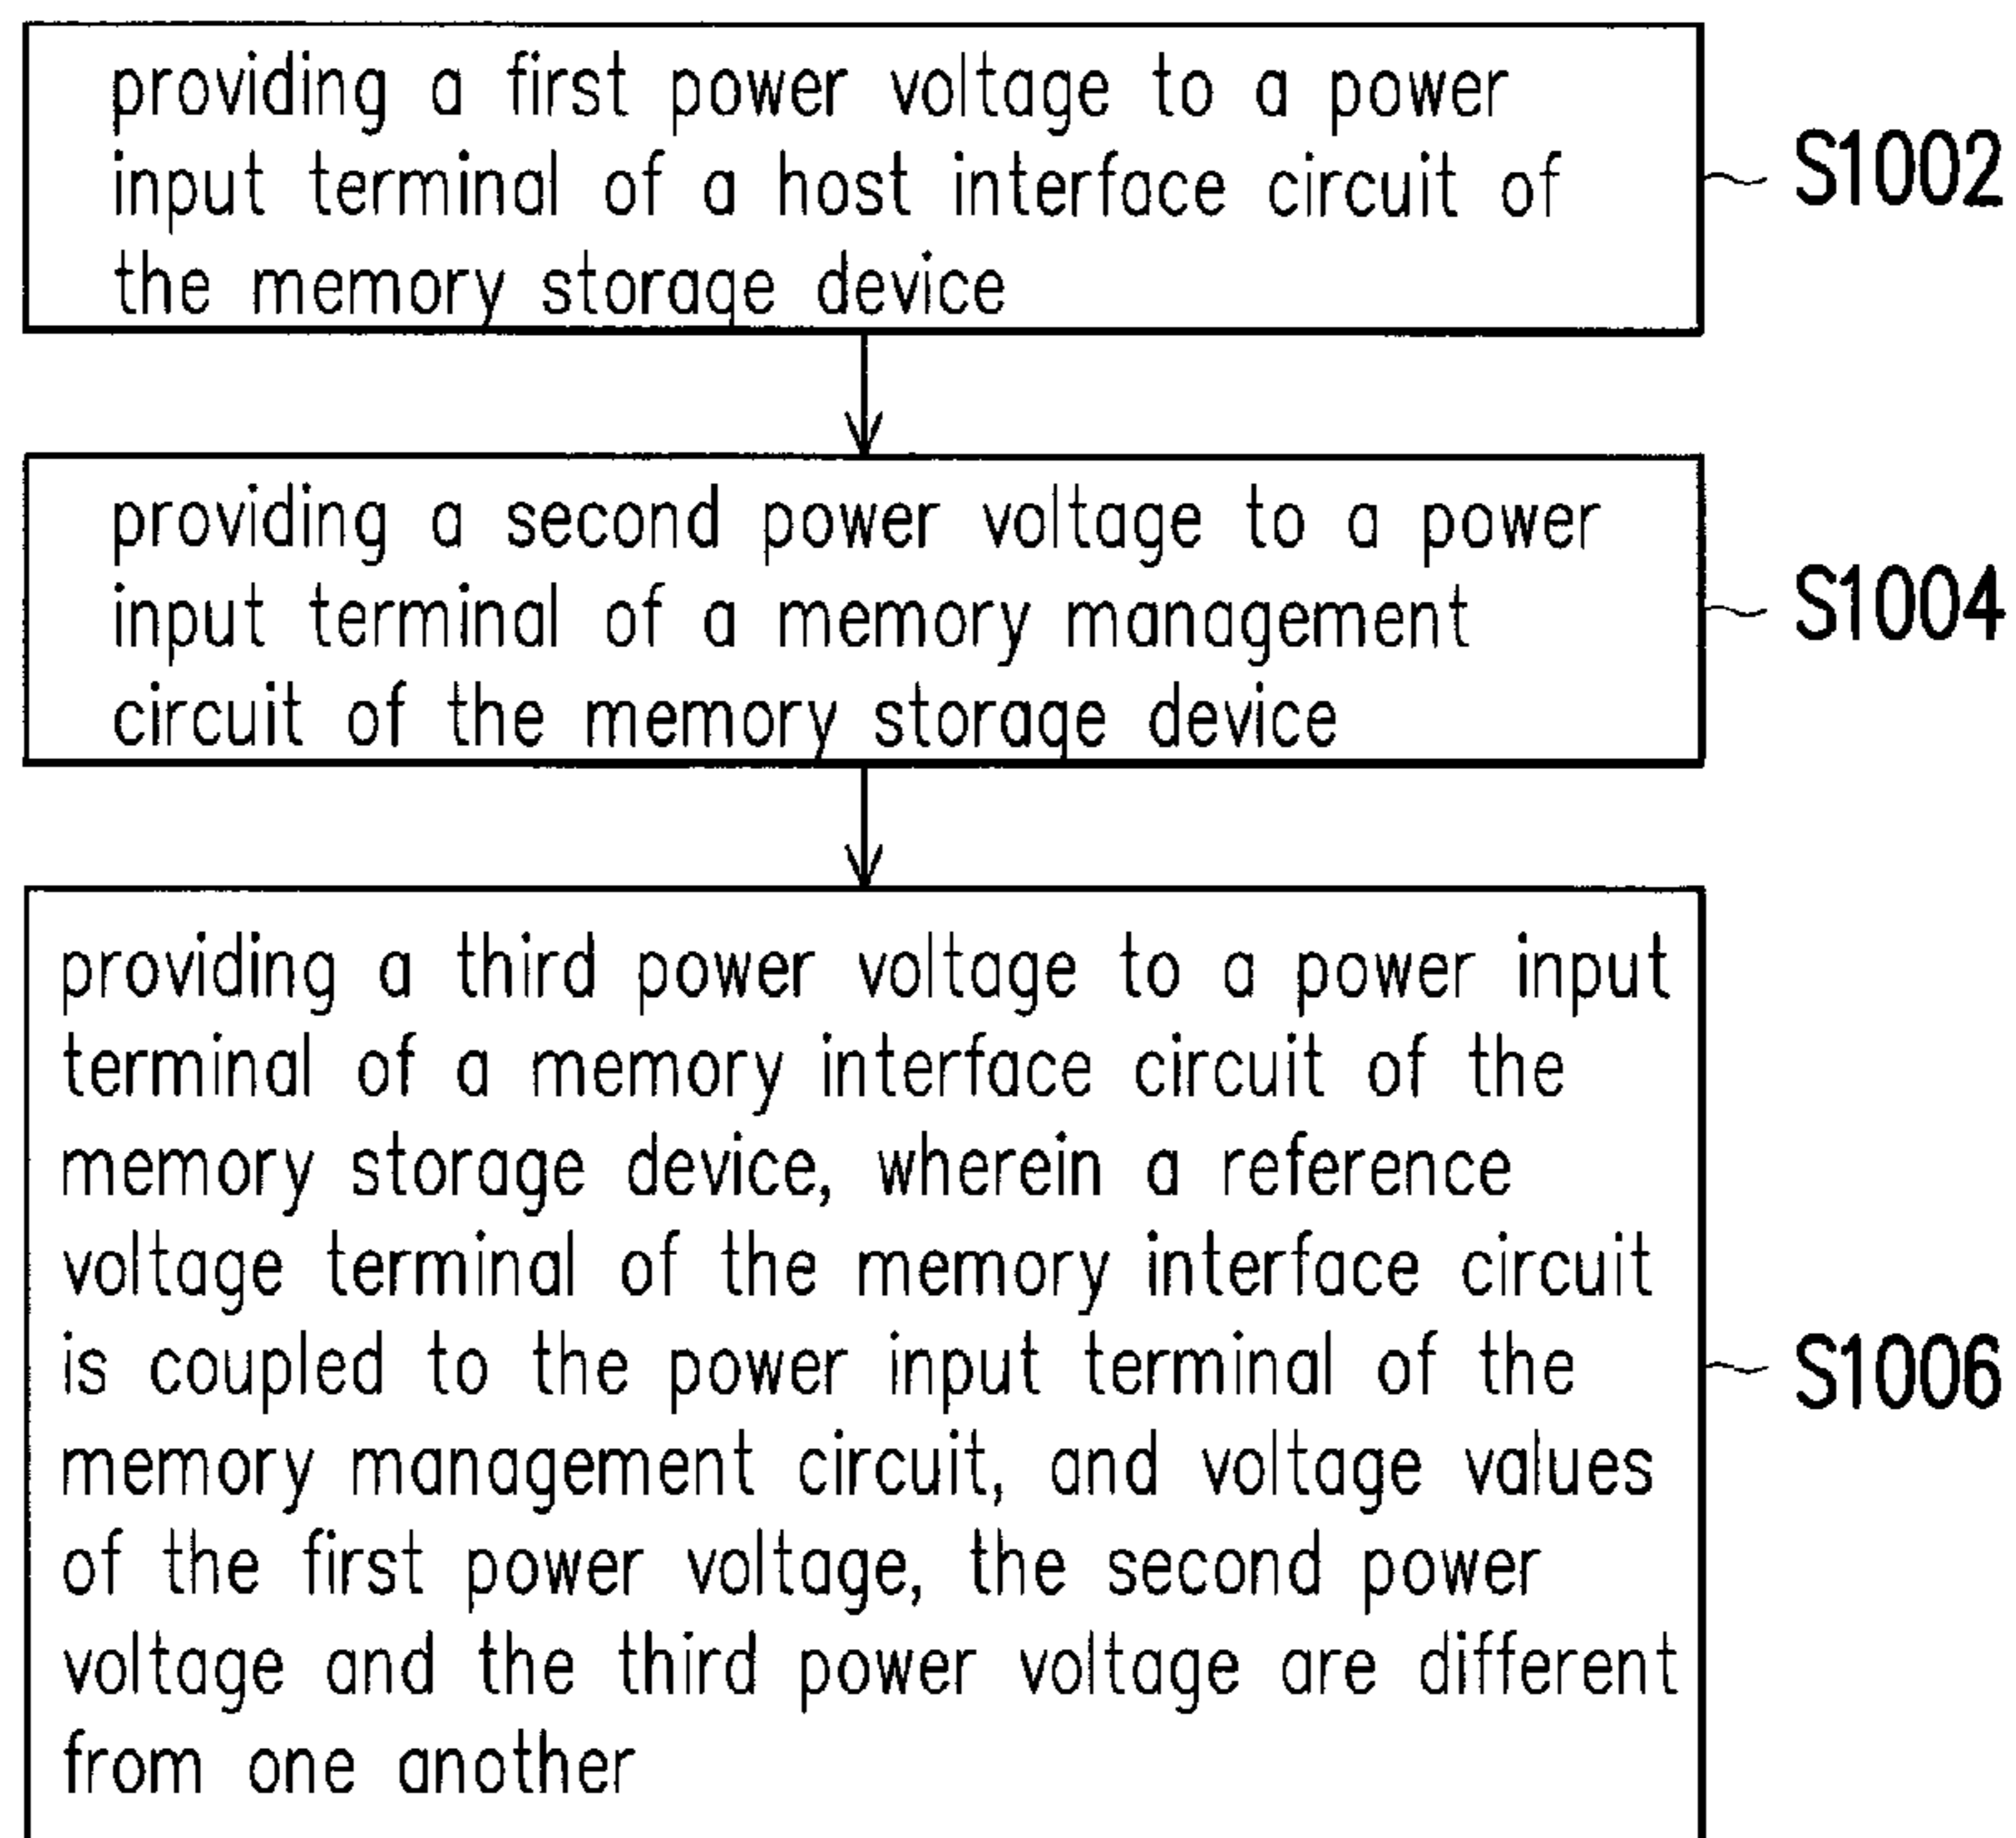 providing a first power voltage to a power
input terminal of a host interface circuit of
the memory storage device
S1002
providing a second power voltage to a power
input terminal of a memory management
circuit of the memory storage device
S1004
providing a third power voltage to a power input
terminal of a memory interface circuit of the
memory storage device, wherein a reference
voltage terminal of the memory interface circuit
is coupled to the power input terminal of the
memory management circuit, and voltage values
of the first power voltage, the second power
voltage and the third power voltage are different
from one another
S1006